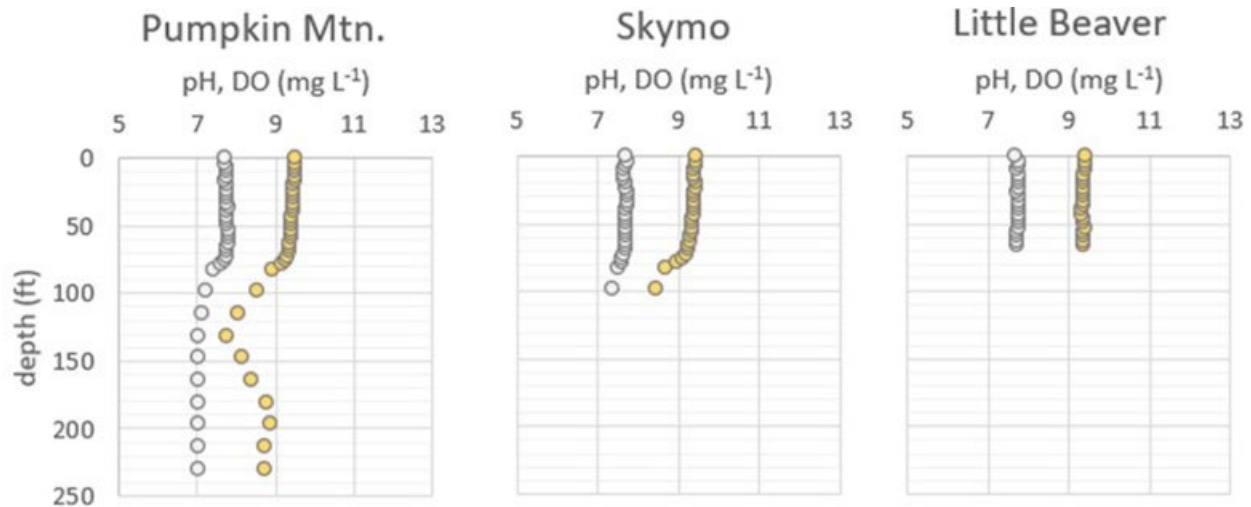 Pumpkin Mtn.
Skymo
Little Beaver
pH, DO (mg L⁻¹)
pH, DO (mg L⁻¹)
pH, DO (mg L⁻¹)
5 7 9 11 13
5 7 9 11 13
5 7 9 11 13
0
50
100
150
200
250
depth (ft)